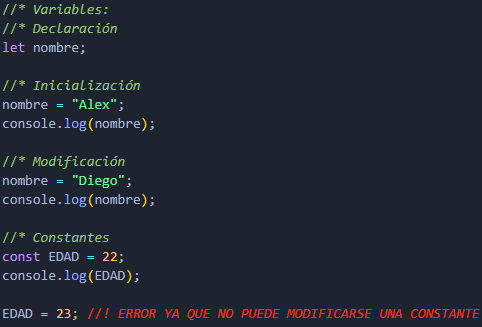 //* Variables:
//* Declaración
let nombre;
//* Inicialización
nombre = "Alex";
console.log(nombre);
//* Modificación
nombre = "Diego";
console.log(nombre);
//* Constantes
const EDAD = 22;
console.log(EDAD);
EDAD = 23; //! ERROR YA QUE NO PUEDE MODIFICARSE UNA CONSTANTE